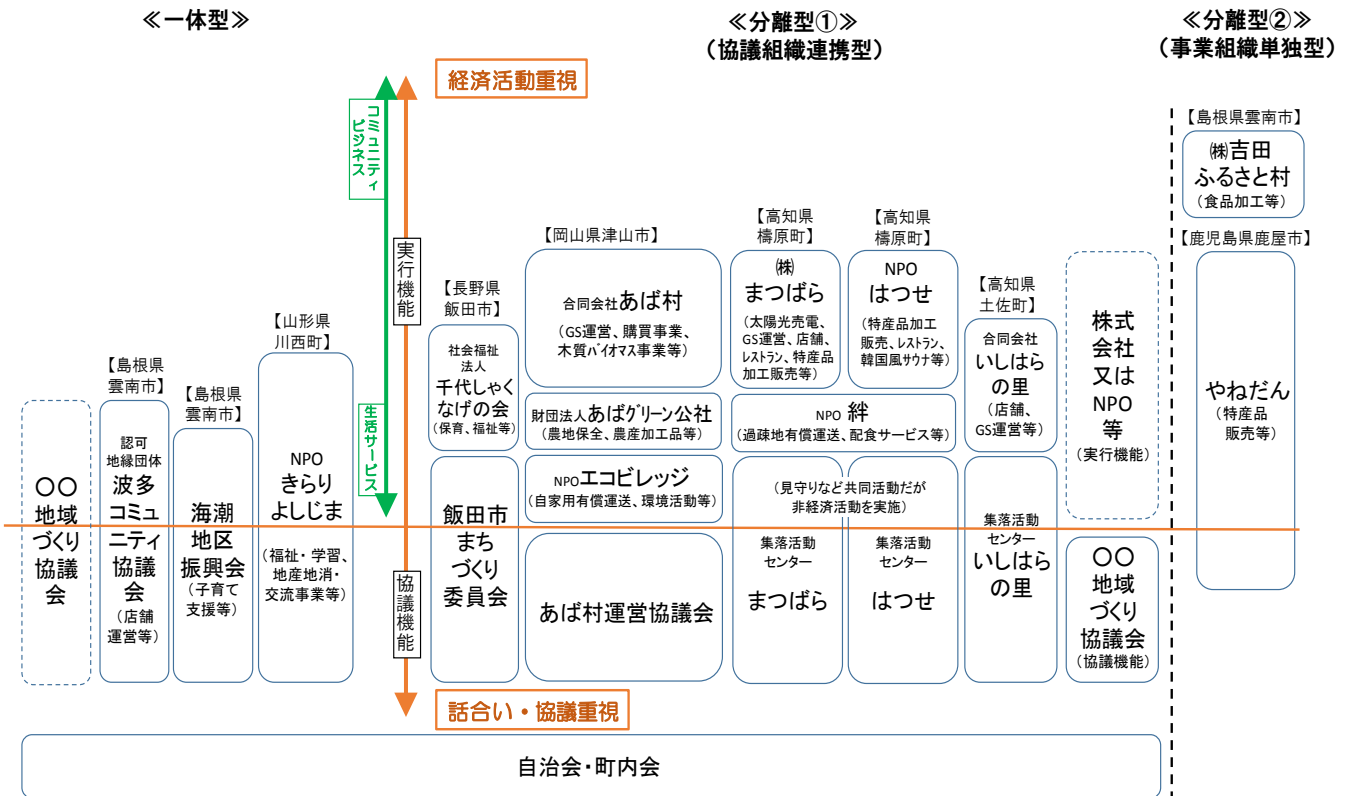 ≪一体型≫
≪分離型①≫
（協議組織連携型）
≪分離型②≫
（事業組織単独型）
経済活動重視
コミュニティ
ビジネス
生活サービス
実行機能
協議機能
話合い・協議重視
〇〇
地域
づくり
協議
会
【島根県
雲南市】
認可
地縁団体
波多
コミュ
ニティ
協議
会
（店舗
運営等）
【島根県
雲南市】
海潮
地区
振興会
（子育て
支援等）
【山形県
川西町】
NPO
きらり
よしじま
（福祉・学習、
地産地消・
交流事業等）
【長野県
飯田市】
社会福祉
法人
千代しゃく
なげの会
（保育、福祉等）
飯田市
まち
づくり
委員会
【岡山県津山市】
合同会社あば村
（GS運営、購買事業、
木質バイオマス事業等）
財団法人あばグリーン公社
（農地保全、農産加工品等）
NPOエコビレッジ
（自家用有償運送、環境活動等）
あば村運営協議会
【高知県
檮原町】
㈱
まつばら
（太陽光売電、
GS運営、店舗、
レストラン、特産品
加工販売等）
【高知県
檮原町】
NPO
はつせ
（特産品加工
販売、レストラン、
韓国風サウナ等）
NPO 絆
（過疎地有償運送、配食サービス等）
（見守りなど共同活動だが
非経済活動を実施）
集落活動
センター
まつばら
集落活動
センター
はつせ
【高知県
土佐町】
合同会社
いしはら
の里
（店舗、
GS運営等）
集落活動
センター
いしはら
の里
株式
会社
又は
NPO
等
（実行機能）
〇〇
地域
づくり
協議会
（協議機能）
【島根県雲南市】
㈱吉田
ふるさと村
（食品加工等）
【鹿児島県鹿屋市】
やねだん
（特産品
販売等）
自治会・町内会